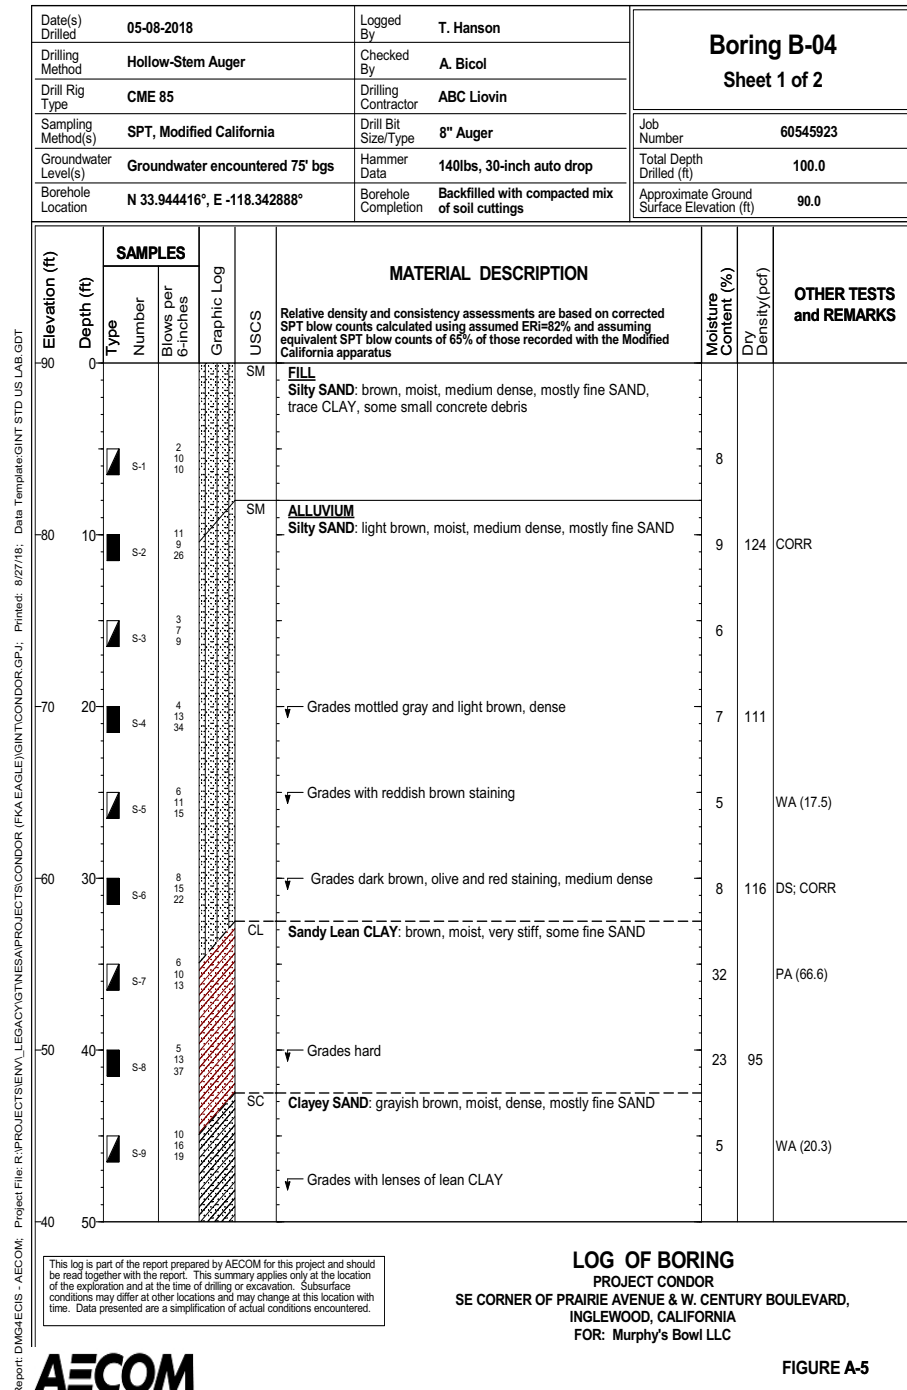 Date(s) Drilled 05-08-2018 Logged By T. Hanson
Drilling Method Hollow-Stem Auger Checked By A. Bicol
Drill Rig Type CME 85 Drilling Contractor ABC Liovin
Sampling Method(s) SPT, Modified California Drill Bit Size/Type 8" Auger
Groundwater Level(s) Groundwater encountered 75' bgs Hammer Data 140lbs, 30-inch auto drop
Borehole Location N 33.944416°, E -118.342888° Borehole Completion Backfilled with compacted mix of soil cuttings
Boring B-04
Sheet 1 of 2
Job Number 60545923
Total Depth Drilled (ft) 100.0
Approximate Ground Surface Elevation (ft) 90.0
Elevation (ft)
Depth (ft)
SAMPLES
Type
Number
Blows per 6-inches
Graphic Log
USCS
MATERIAL DESCRIPTION
Relative density and consistency assessments are based on corrected
SPT blow counts calculated using assumed ERi=82% and assuming
equivalent SPT blow counts of 65% of those recorded with the Modified
California apparatus
Moisture Content (%)
Dry Density(pcf)
OTHER TESTS
and REMARKS
90 0
SM FILL
Silty SAND: brown, moist, medium dense, mostly fine SAND,
trace CLAY, some small concrete debris
S-1 2 10 10 8
SM ALLUVIUM
Silty SAND: light brown, moist, medium dense, mostly fine SAND
80 10 S-2 11 9 26 9 124 CORR
S-3 3 7 9 6
70 20 S-4 4 13 34 Grades mottled gray and light brown, dense 7 111
S-5 6 11 15 Grades with reddish brown staining 5 WA (17.5)
60 30 S-6 8 15 22 Grades dark brown, olive and red staining, medium dense 8 116 DS; CORR
CL Sandy Lean CLAY: brown, moist, very stiff, some fine SAND
S-7 6 10 13 32 PA (66.6)
50 40 S-8 5 13 37 Grades hard 23 95
SC Clayey SAND: grayish brown, moist, dense, mostly fine SAND
S-9 10 16 19 5 WA (20.3)
Grades with lenses of lean CLAY
40 50
This log is part of the report prepared by AECOM for this project and should
be read together with the report. This summary applies only at the location
of the exploration and at the time of drilling or excavation. Subsurface
conditions may differ at other locations and may change at this location with
time. Data presented are a simplification of actual conditions encountered.
LOG OF BORING
PROJECT CONDOR
SE CORNER OF PRAIRIE AVENUE & W. CENTURY BOULEVARD,
INGLEWOOD, CALIFORNIA
FOR: Murphy's Bowl LLC
AECOM
FIGURE A-5
Report: DMG4ECIS - AECOM; Project File: R:\PROJECTS\ENV\_LEGACY\GT\NESA\PROJECTS\CONDOR (FKA EAGLE)\GINT\CONDOR.GPJ; Printed: 8/27/18; Data Template:GINT STD US LAB.GDT